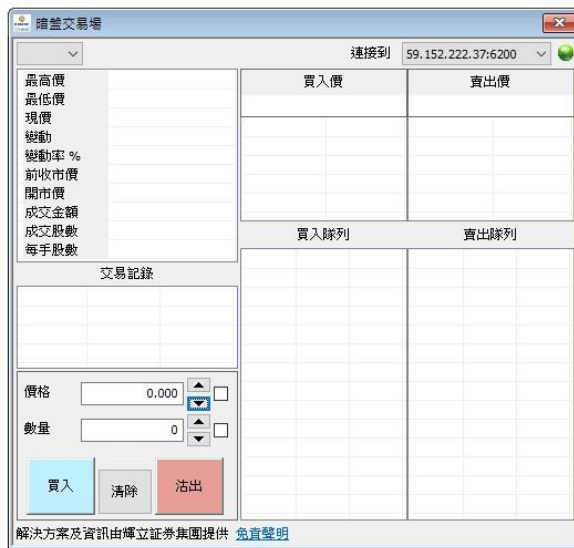 暗盤交易場
連接到 59.152.222.37:6200
最高價
最低價
現價
變動
變動率 %
前收市價
開市價
成交金額
成交股數
每手股數
買入價 賣出價
買入隊列 賣出隊列
交易記錄
價格 0.000
數量 0
買入 清除 沽出
解決方案及資訊由輝立証券集團提供 免責聲明